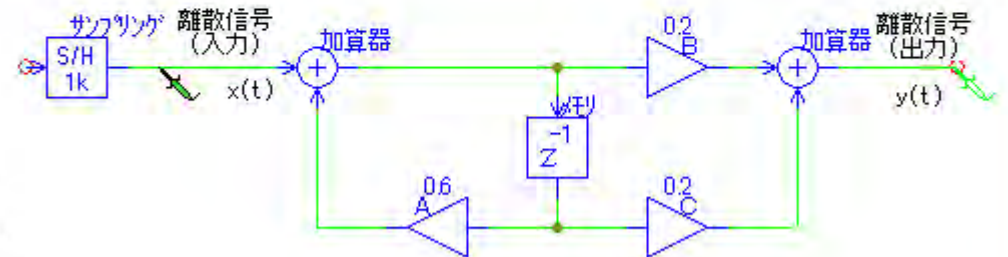 サンプリング
離散信号
(入力)
加算器
0.2
B
加算器
離散信号
(出力)
S/H
1k
x(t)
y(t)
メモリ
-1
Z
0.6
A
0.2
C